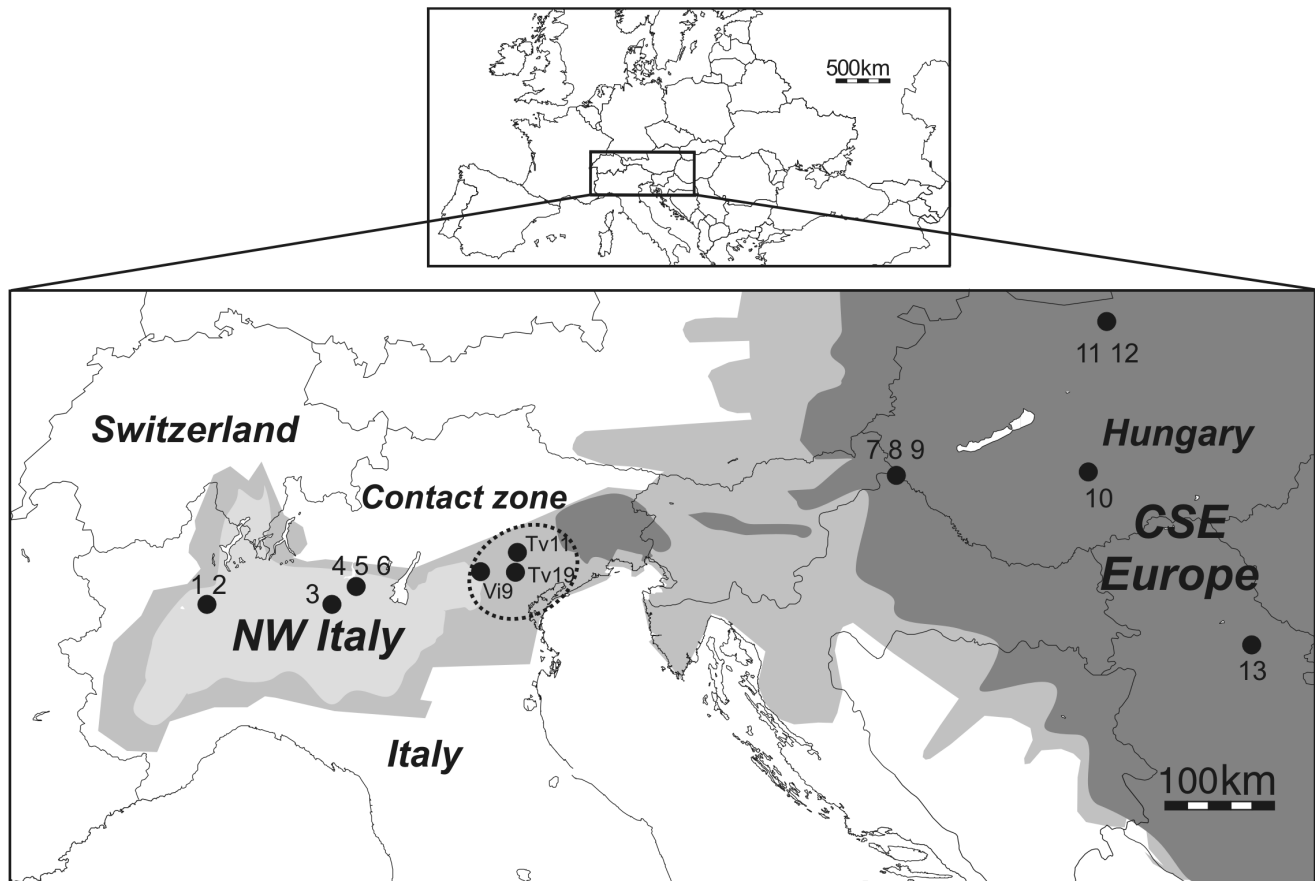 500km
Switzerland
11 12
Hungary
7 8 9
Contact zone
10
CSE
Europe
Tv11
Tv19
Vi9
4 5 6
1 2
3
NW Italy
13
Italy
100km